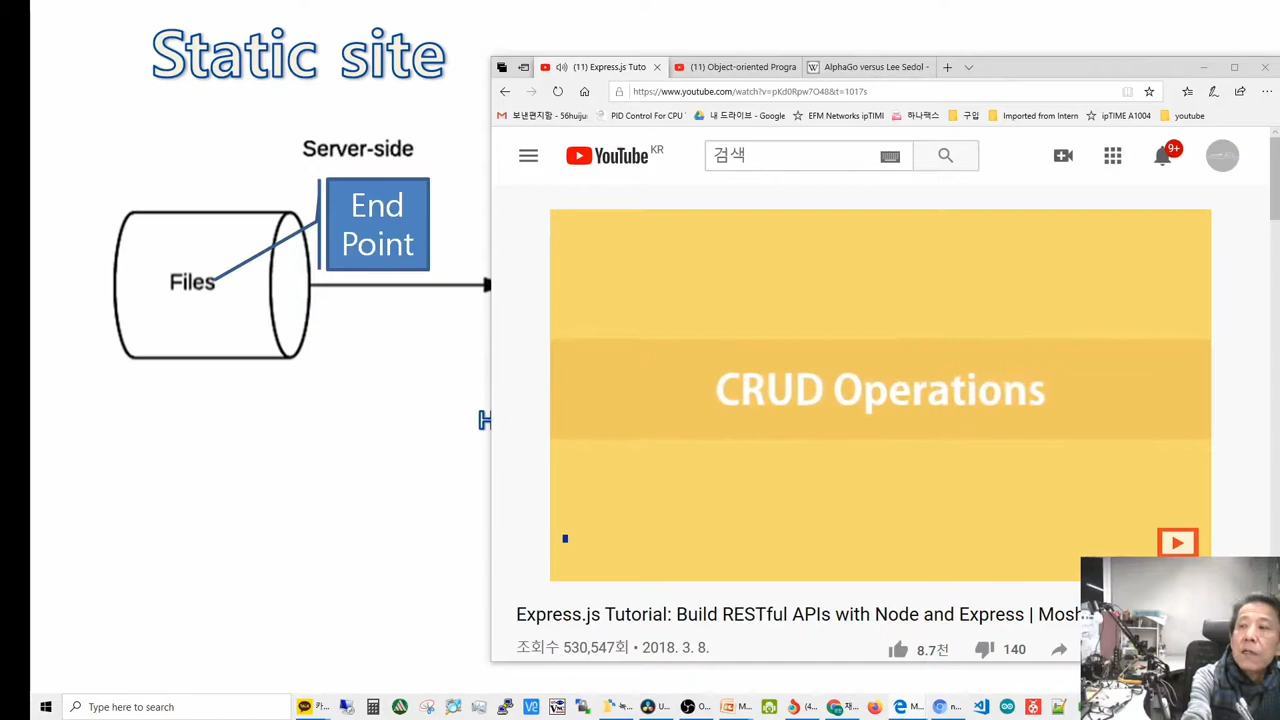 Static site
Server-side
End
Point
Files
H
(11) Express.js Tuto
(11) Object-oriented Progra
AlphaGo versus Lee Sedol -
https://www.youtube.com/watch?v=pKd0Rpw7O48&t=1017s
보낸편지함 - 56huiju
PID Control For CPU
내 드라이브 - Google
EFM Networks ipTIME
하나팩스
구입
Imported from Intern
ipTIME A1004
youtube
YouTube KR
검색
9+
CRUD Operations
Express.js Tutorial: Build RESTful APIs with Node and Express | Mosh
조회수 530,547회 • 2018. 3. 8.
8.7천
140
Type here to search